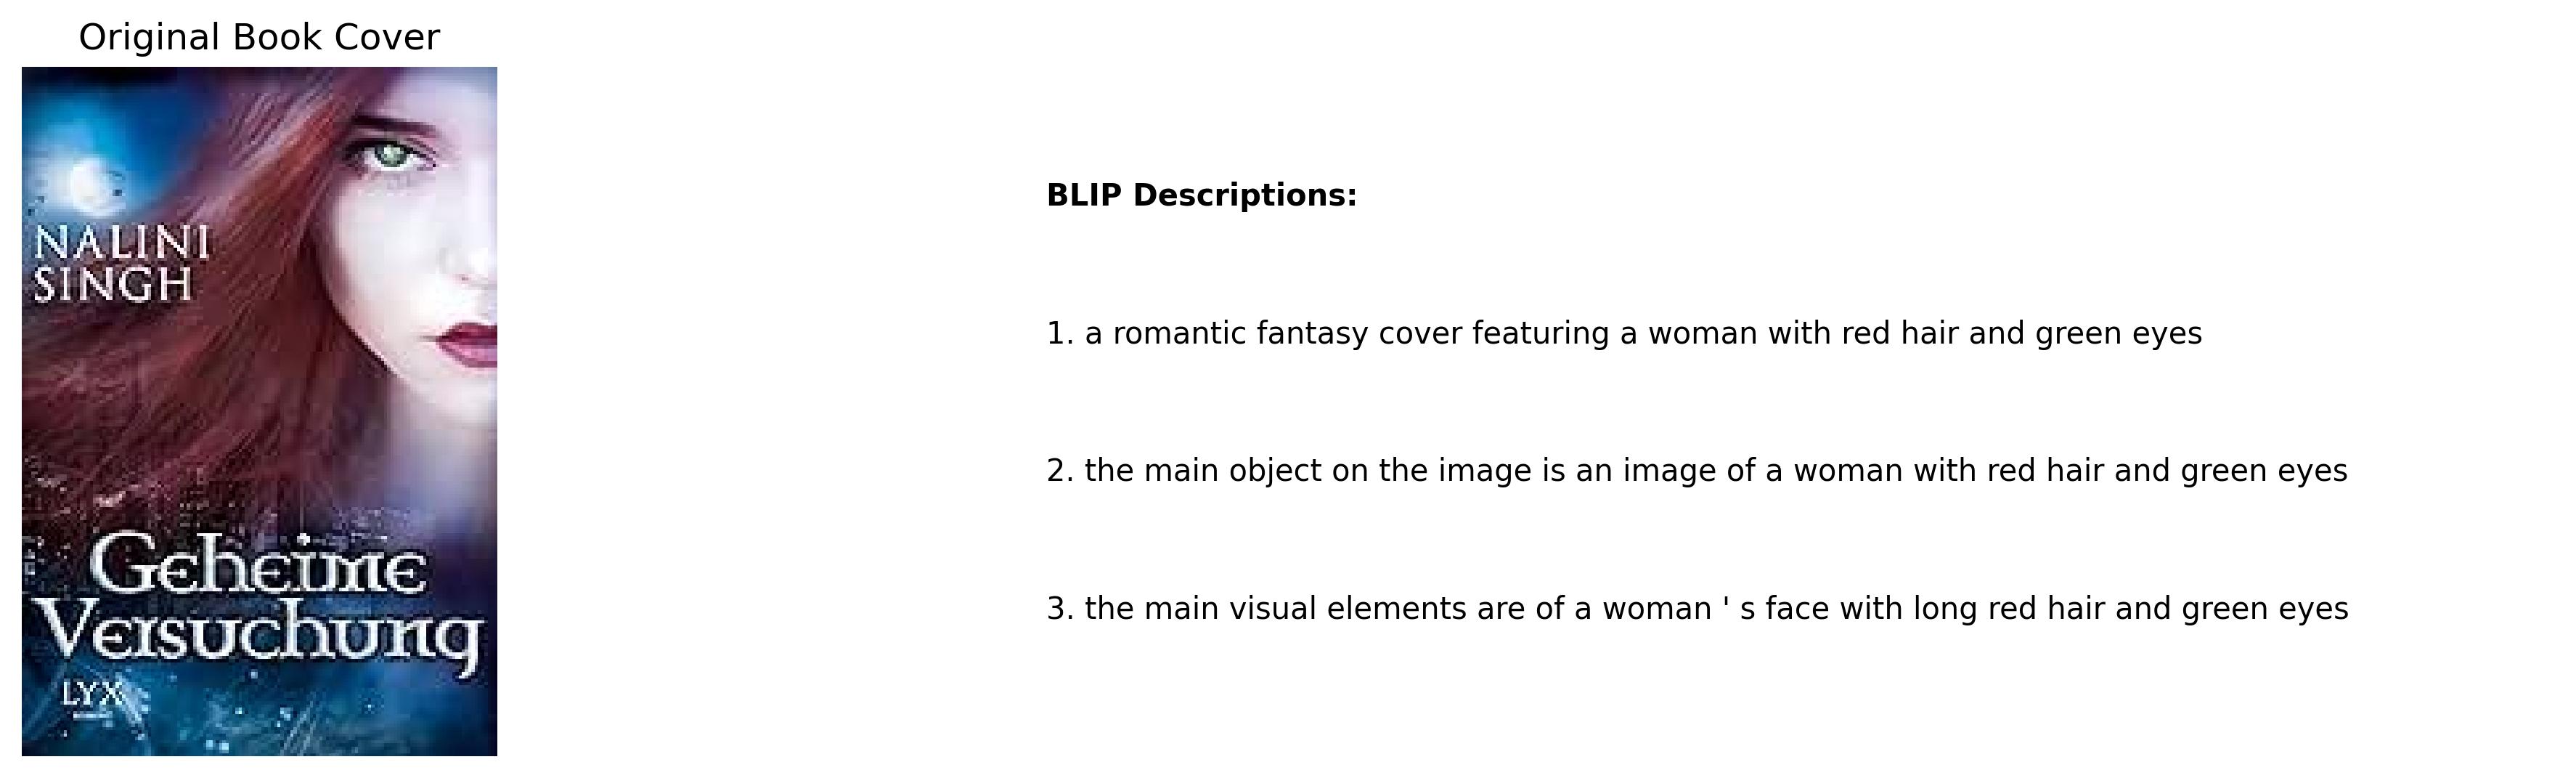 Original Book Cover
NALINI
SINGH
Geheime
Versuchung
LYX
BLIP Descriptions:
1. a romantic fantasy cover featuring a woman with red hair and green eyes
2. the main object on the image is an image of a woman with red hair and green eyes
3. the main visual elements are of a woman ' s face with long red hair and green eyes